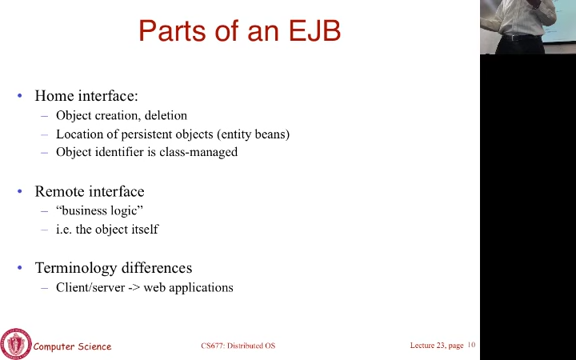 Parts of an EJB
• Home interface:
– Object creation, deletion
– Location of persistent objects (entity beans)
– Object identifier is class-managed
• Remote interface
– “business logic”
– i.e. the object itself
• Terminology differences
– Client/server -> web applications
Computer Science
CS677: Distributed OS
Lecture 23, page 10